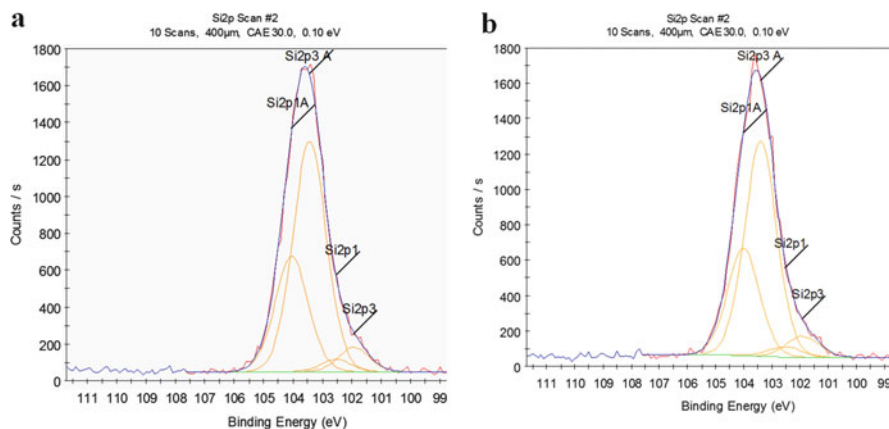 a
Si2p Scan #2
10 Scans, 400μm, CAE30.0, 0.10 eV
1800
1600
1400
1200
1000
800
600
400
200
0
Counts / s
Si2p3 A
Si2p1A
Si2p1
Si2p3
111 110 109 108 107 106 105 104 103 102 101 100 99
Binding Energy (eV)
b
Si2p Scan #2
10 Scans, 400μm, CAE30.0, 0.10 eV
1800
1600
1400
1200
1000
800
600
400
200
0
Counts / s
Si2p3 A
Si2p1A
Si2p1
Si2p3
111 110 109 108 107 106 105 104 103 102 101 100 99
Binding Energy (eV)